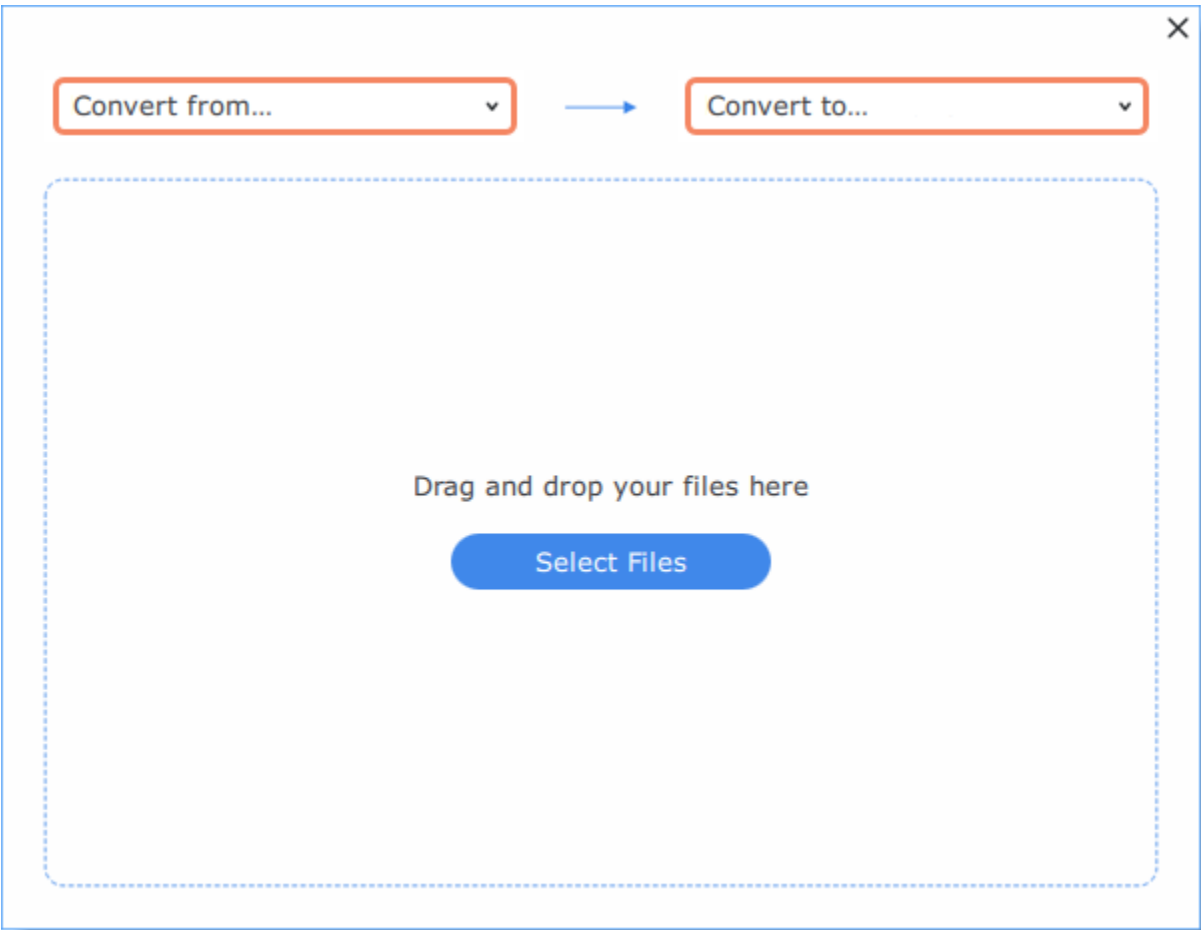 Convert from...
Convert to...
Drag and drop your files here
Select Files